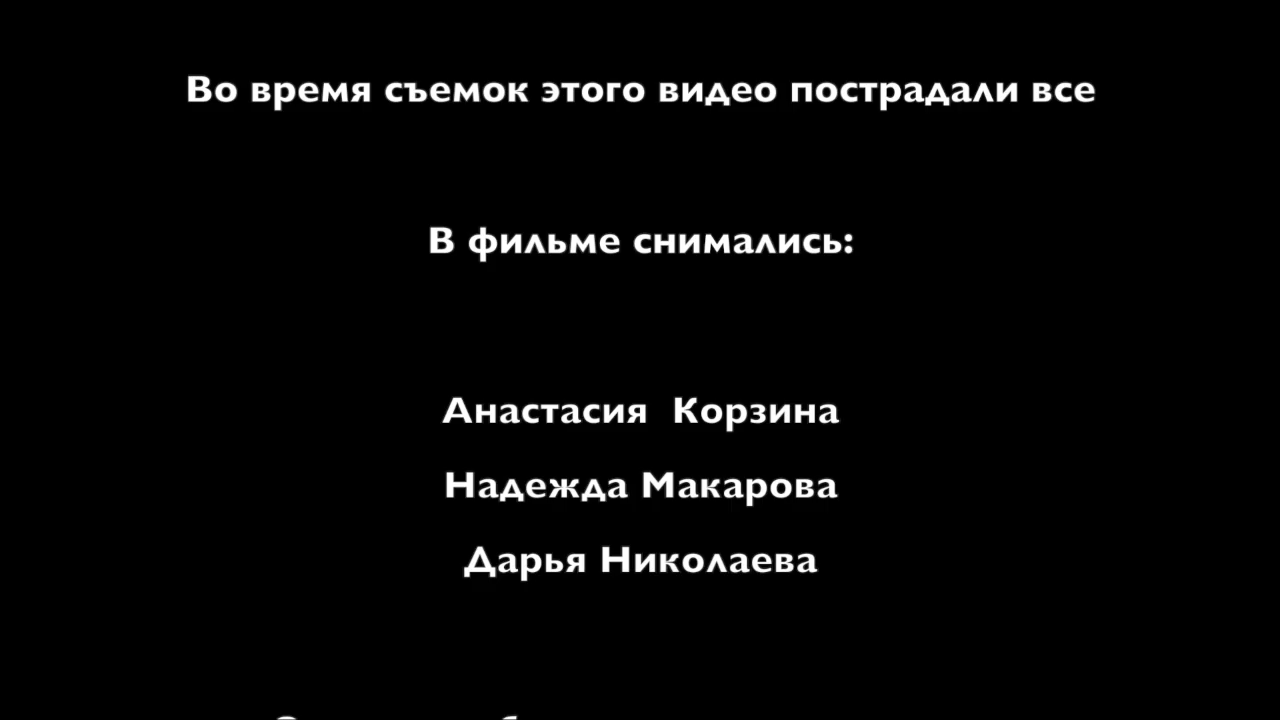 Во время съемок этого видео пострадали все
В фильме снимались:
Анастасия Корзина
Надежда Макарова
Дарья Николаева